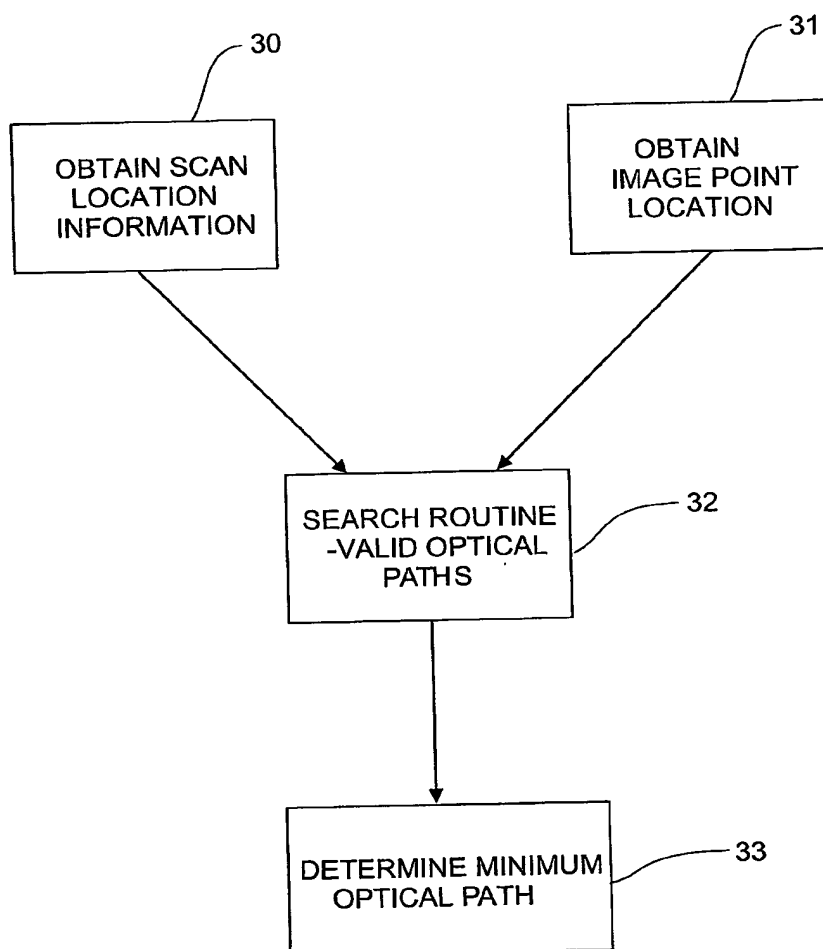 30
31
OBTAIN SCAN
LOCATION
INFORMATION
OBTAIN
IMAGE POINT
LOCATION
32
SEARCH ROUTINE
-VALID OPTICAL
PATHS
33
DETERMINE MINIMUM
OPTICAL PATH